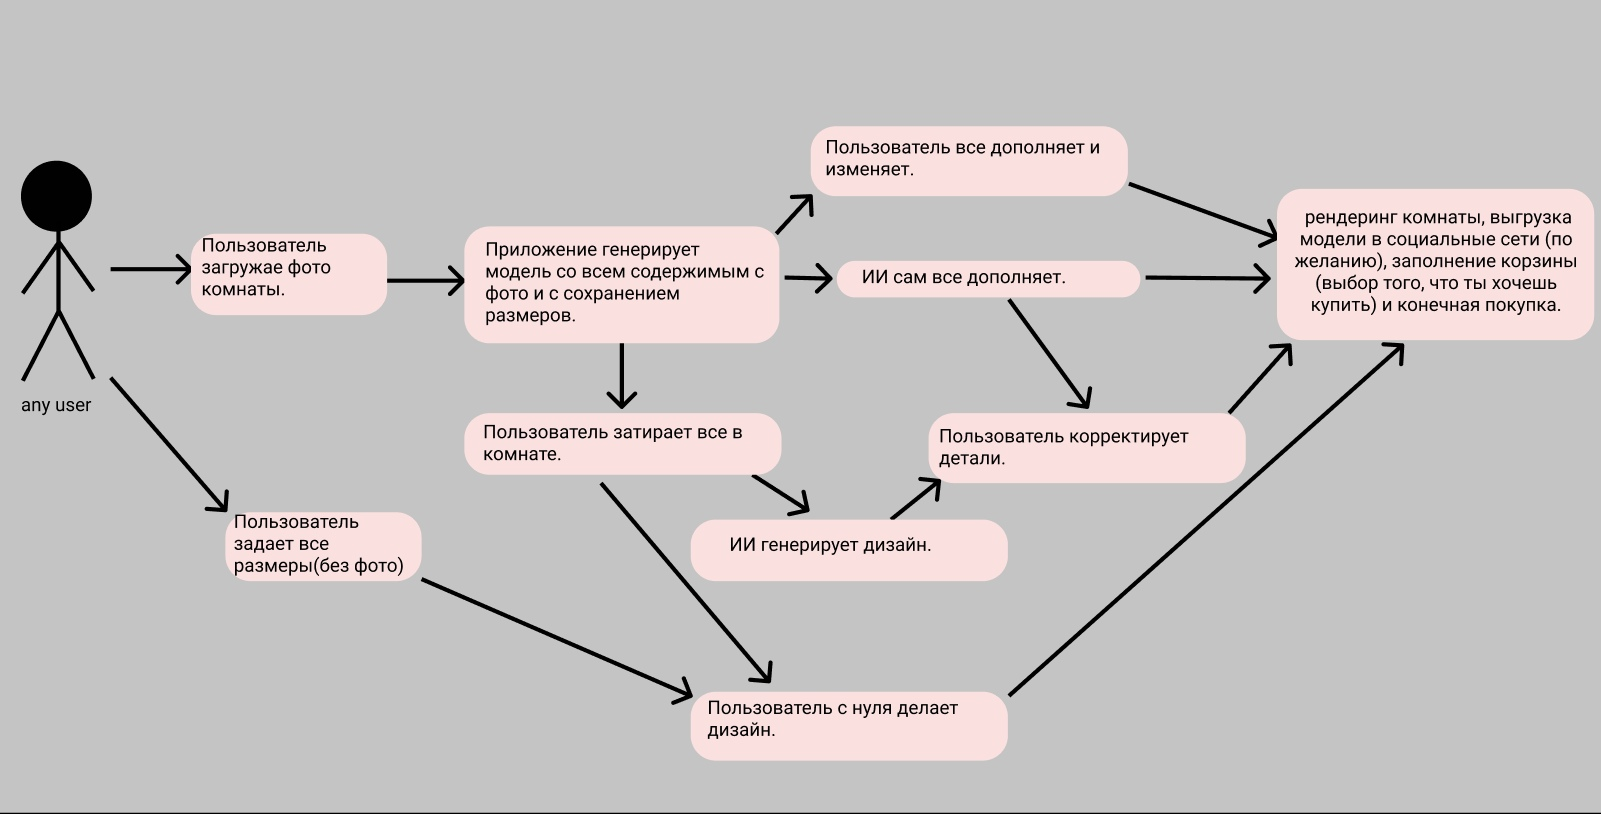 any user
Пользователь
загружае фото
комнаты.
Приложение генерирует
модель со всем содержимым с
фото и с сохранением
размеров.
Пользователь все дополняет и
изменяет.
ИИ сам все дополняет.
рендеринг комнаты, выгрузка
модели в социальные сети (по
желанию), заполнение корзины
(выбор того, что ты хочешь
купить) и конечная покупка.
Пользователь затирает все в
комнате.
Пользователь корректирует
детали.
ИИ генерирует дизайн.
Пользователь
задает все
размеры(без фото)
Пользователь с нуля делает
дизайн.